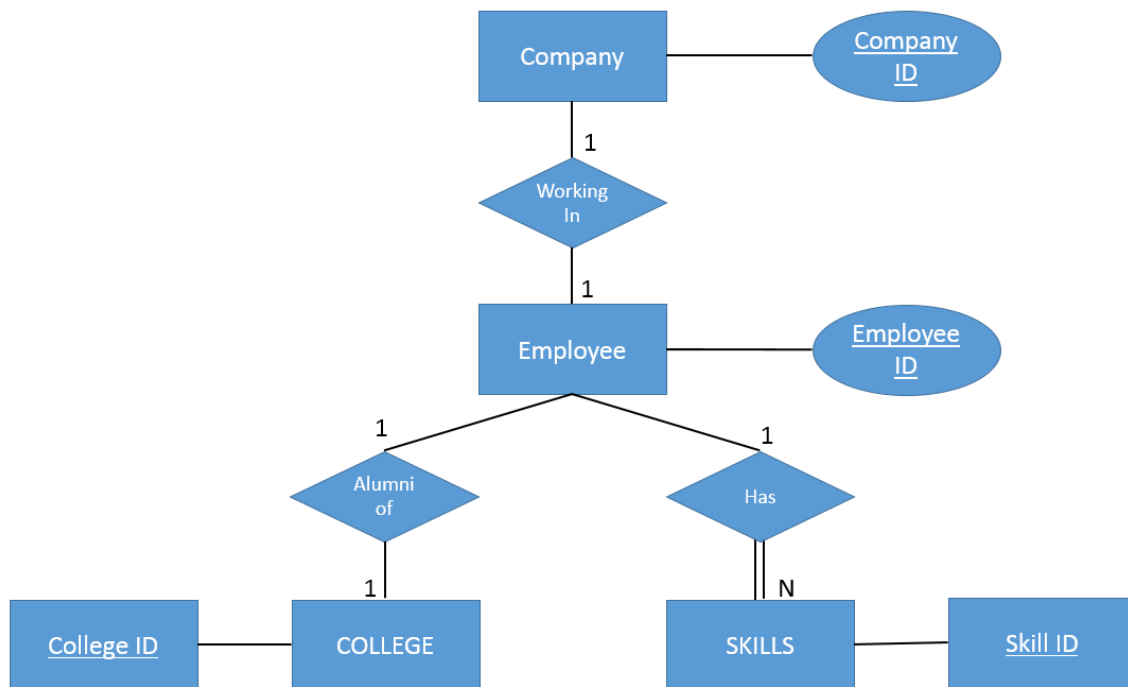 Company
Company
ID
1
Working
In
1
Employee
Employee
ID
1
1
Alumni
of
Has
1
N
College ID
COLLEGE
SKILLS
Skill ID